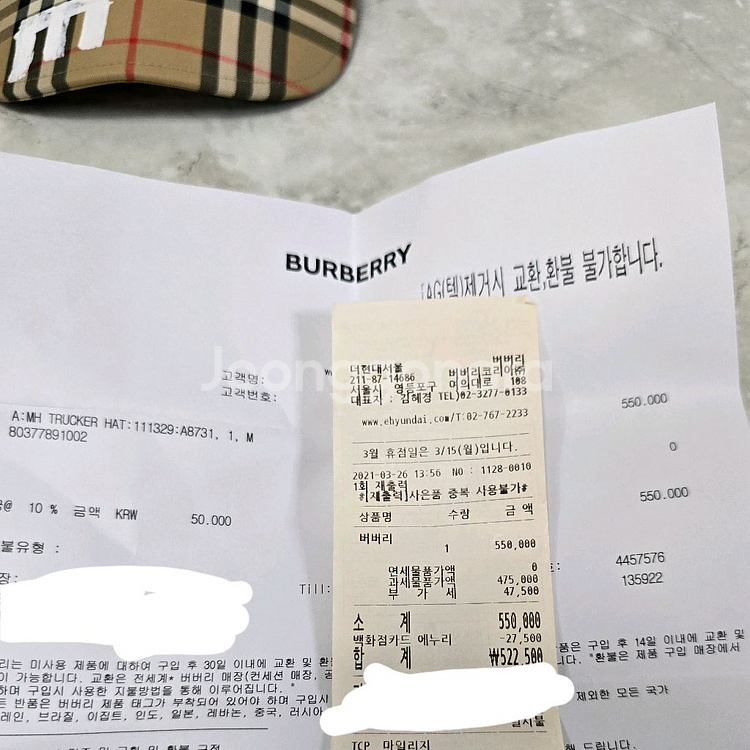 BURBERRY
(텍)제거시 교환,환불 불가합니다.
Joonggonara
고객명:
고객번호:
A:MH TRUCKER HAT:111329:A8731, 1, M
80377891002
550.000
0
@ 10 % 금액 KRW 50.000
550.000
불유형 :
4457576
Till:
135922
버버리
더현대서울
211-87-14686 버버리코리아㈜
서울시 영등포구 여의대로 108
대표자 : 김혜경 TEL)02-3277-0133
www.ehyundai.com/T:02-767-2233
3월 휴점일은 3/15(월)입니다.
2021-03-26 13:56 NO : 1128-0010
1회 재출력
#(재출력)사은품 중복 사용불가#
상품명 수량 금 액
버버리
1 550,000
면세물품가액 0
과세물품가액 475,000
부 가 세 47,500
소 계 550,000
백화점카드 에누리 -27,500
합 계 ₩522,500
일시불
TCP 마일리지
리는 미사용 제품에 대하여 구입 후 30일 이내에 교환 및 환
이 가능합니다. 교환은 전세계* 버버리 매장(컨세션 매장,
하며 구입시 사용한 지불방법을 통해 이루어집니다.
든 반품은 버버리 제품 태그가 부착되어 있어야 하며 구입시
레인, 브라질, 이집트, 인도, 일본, 레바논, 중국, 러시아
품은 구입 후 14일 이내에 교환 및
니다. *환불은 제품 구입 매장에서
제외한 모든 국가
해 드립니다.